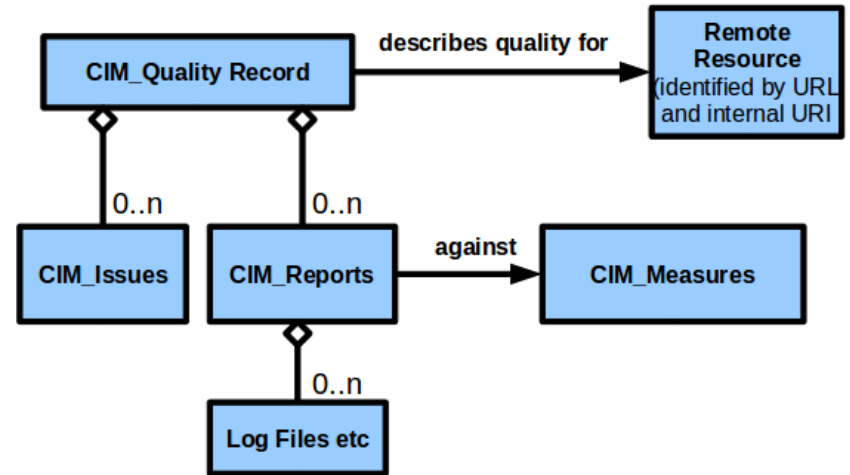 CIM_Quality Record
describes quality for
Remote
Resource
(identified by URL
and internal URI
0..n
0..n
CIM_Issues
CIM_Reports
against
CIM_Measures
0..n
Log Files etc